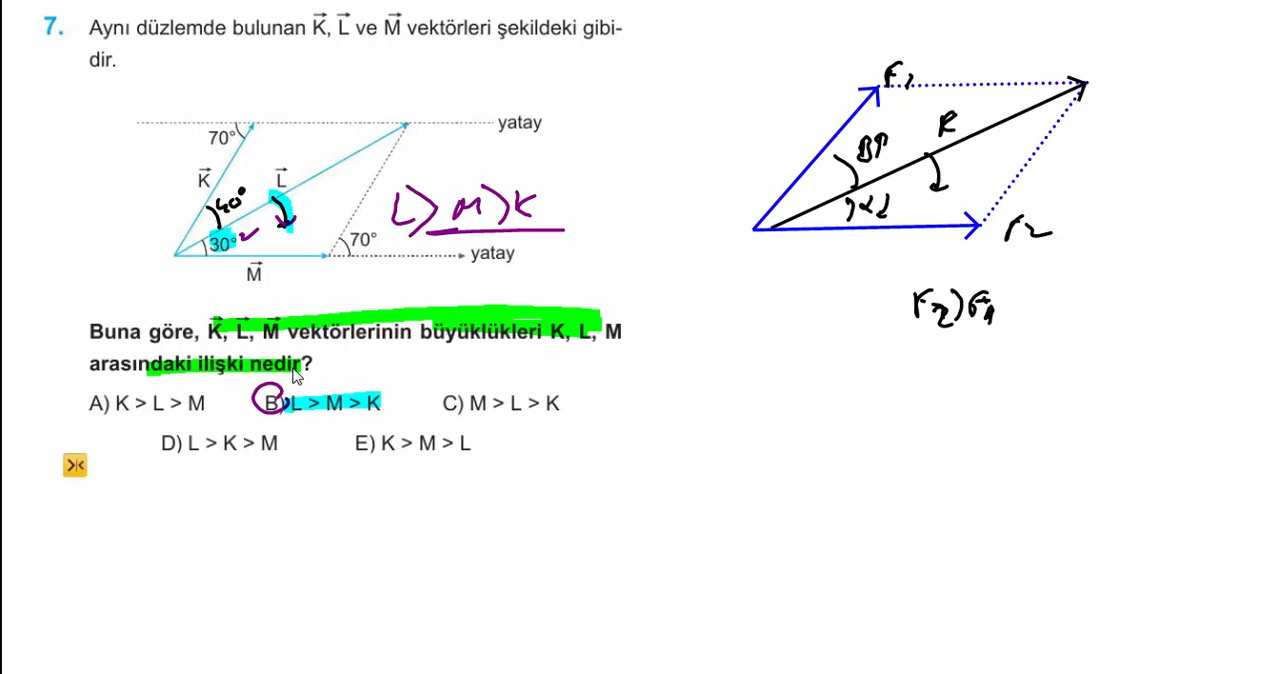 7. Aynı düzlemde bulunan K, L ve M vektörleri şekildeki gibi-
dir.
70°
yatay
K
L
40°
30°
M
70°
yatay
L > M > K
F1
R
α
F2
F2 > F1
Buna göre, K, L, M vektörlerinin büyüklükleri K, L, M
arasındaki ilişki nedir?
A) K > L > M B) L > M > K C) M > L > K
D) L > K > M E) K > M > L